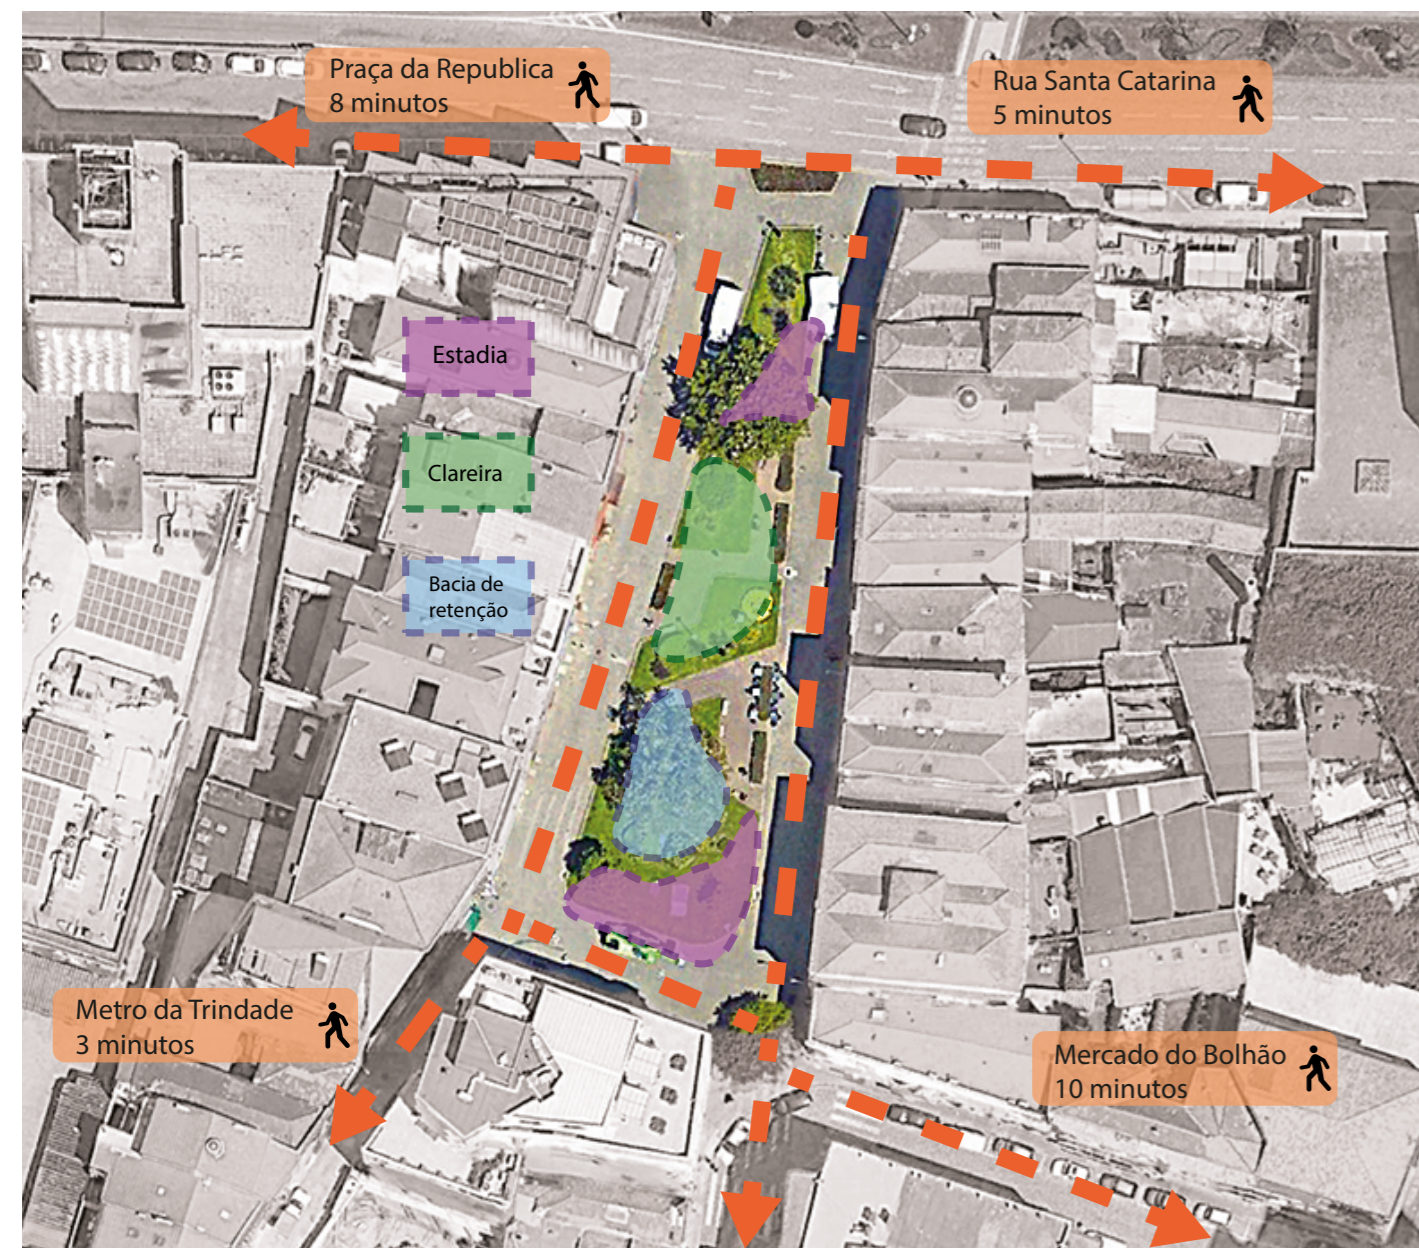 Praça da Republica
8 minutos
Rua Santa Catarina
5 minutos
Estadia
Clareira
Bacia de
retenção
Metro da Trindade
3 minutos
Mercado do Bolhão
10 minutos